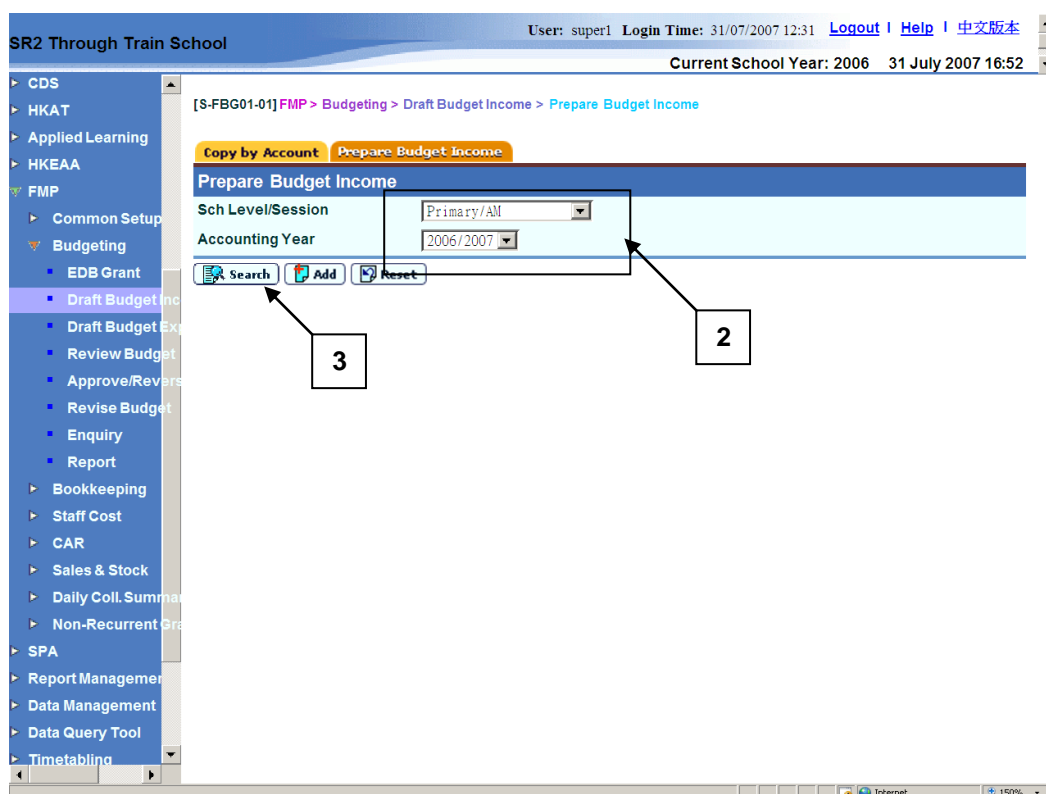 SR2 Through Train School
User: super1 Login Time: 31/07/2007 12:31 Logout | Help | 中文版本
Current School Year: 2006 31 July 2007 16:52
CDS
HKAT
Applied Learning
HKEAA
FMP
Common Setup
Budgeting
EDB Grant
Draft Budget Inc
Draft Budget Exp
Review Budget
Approve/Revers
Revise Budget
Enquiry
Report
Bookkeeping
Staff Cost
CAR
Sales & Stock
Daily Coll. Summar
Non-Recurrent Gra
SPA
Report Managemer
Data Management
Data Query Tool
Timetabling
[S-FBG01-01] FMP > Budgeting > Draft Budget Income > Prepare Budget Income
Copy by Account Prepare Budget Income
Prepare Budget Income
Sch Level/Session Primary/AM
Accounting Year 2006/2007
Search Add Reset
2
3
Internet 150%